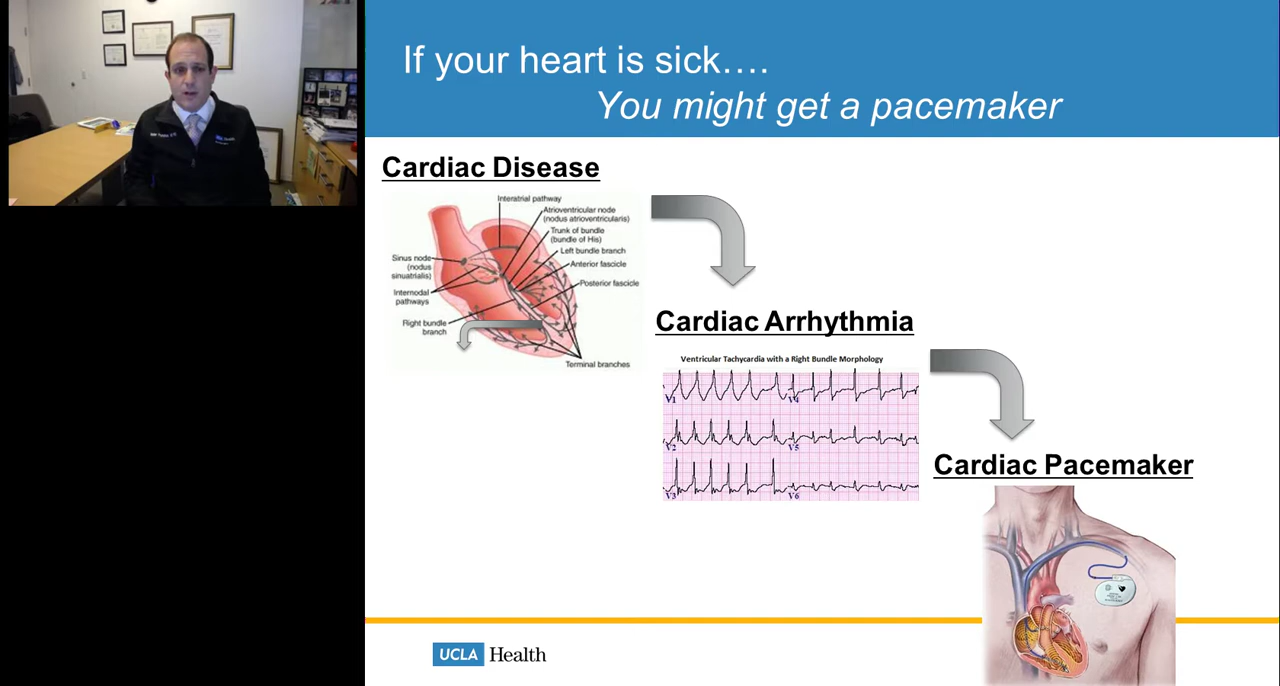 If your heart is sick….
You might get a pacemaker
Cardiac Disease
Interatrial pathway
Atrioventricular node
(nodus atrioventricularis)
Trunk of bundle
(bundle of His)
Left bundle branch
Anterior fascicle
Posterior fascicle
Sinus node
(nodus
sinuatrialis)
Internodal
pathways
Right bundle
branch
Terminal branches
Cardiac Arrhythmia
Ventricular Tachycardia with a Right Bundle Morphology
V1 V4
V2 V5
V3 V6
Cardiac Pacemaker
UCLA Health